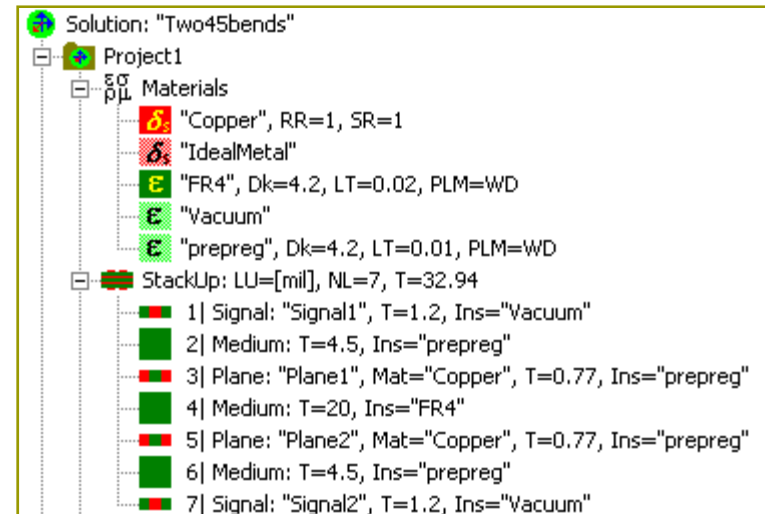 Solution: "Two45bends"
Project1
εσ
ρμ Materials
δs "Copper", RR=1, SR=1
δs "IdealMetal"
ε "FR4", Dk=4.2, LT=0.02, PLM=WD
ε "Vacuum"
ε "prepreg", Dk=4.2, LT=0.01, PLM=WD
StackUp: LU=[mil], NL=7, T=32.94
1| Signal: "Signal1", T=1.2, Ins="Vacuum"
2| Medium: T=4.5, Ins="prepreg"
3| Plane: "Plane1", Mat="Copper", T=0.77, Ins="prepreg"
4| Medium: T=20, Ins="FR4"
5| Plane: "Plane2", Mat="Copper", T=0.77, Ins="prepreg"
6| Medium: T=4.5, Ins="prepreg"
7| Signal: "Signal2", T=1.2, Ins="Vacuum"